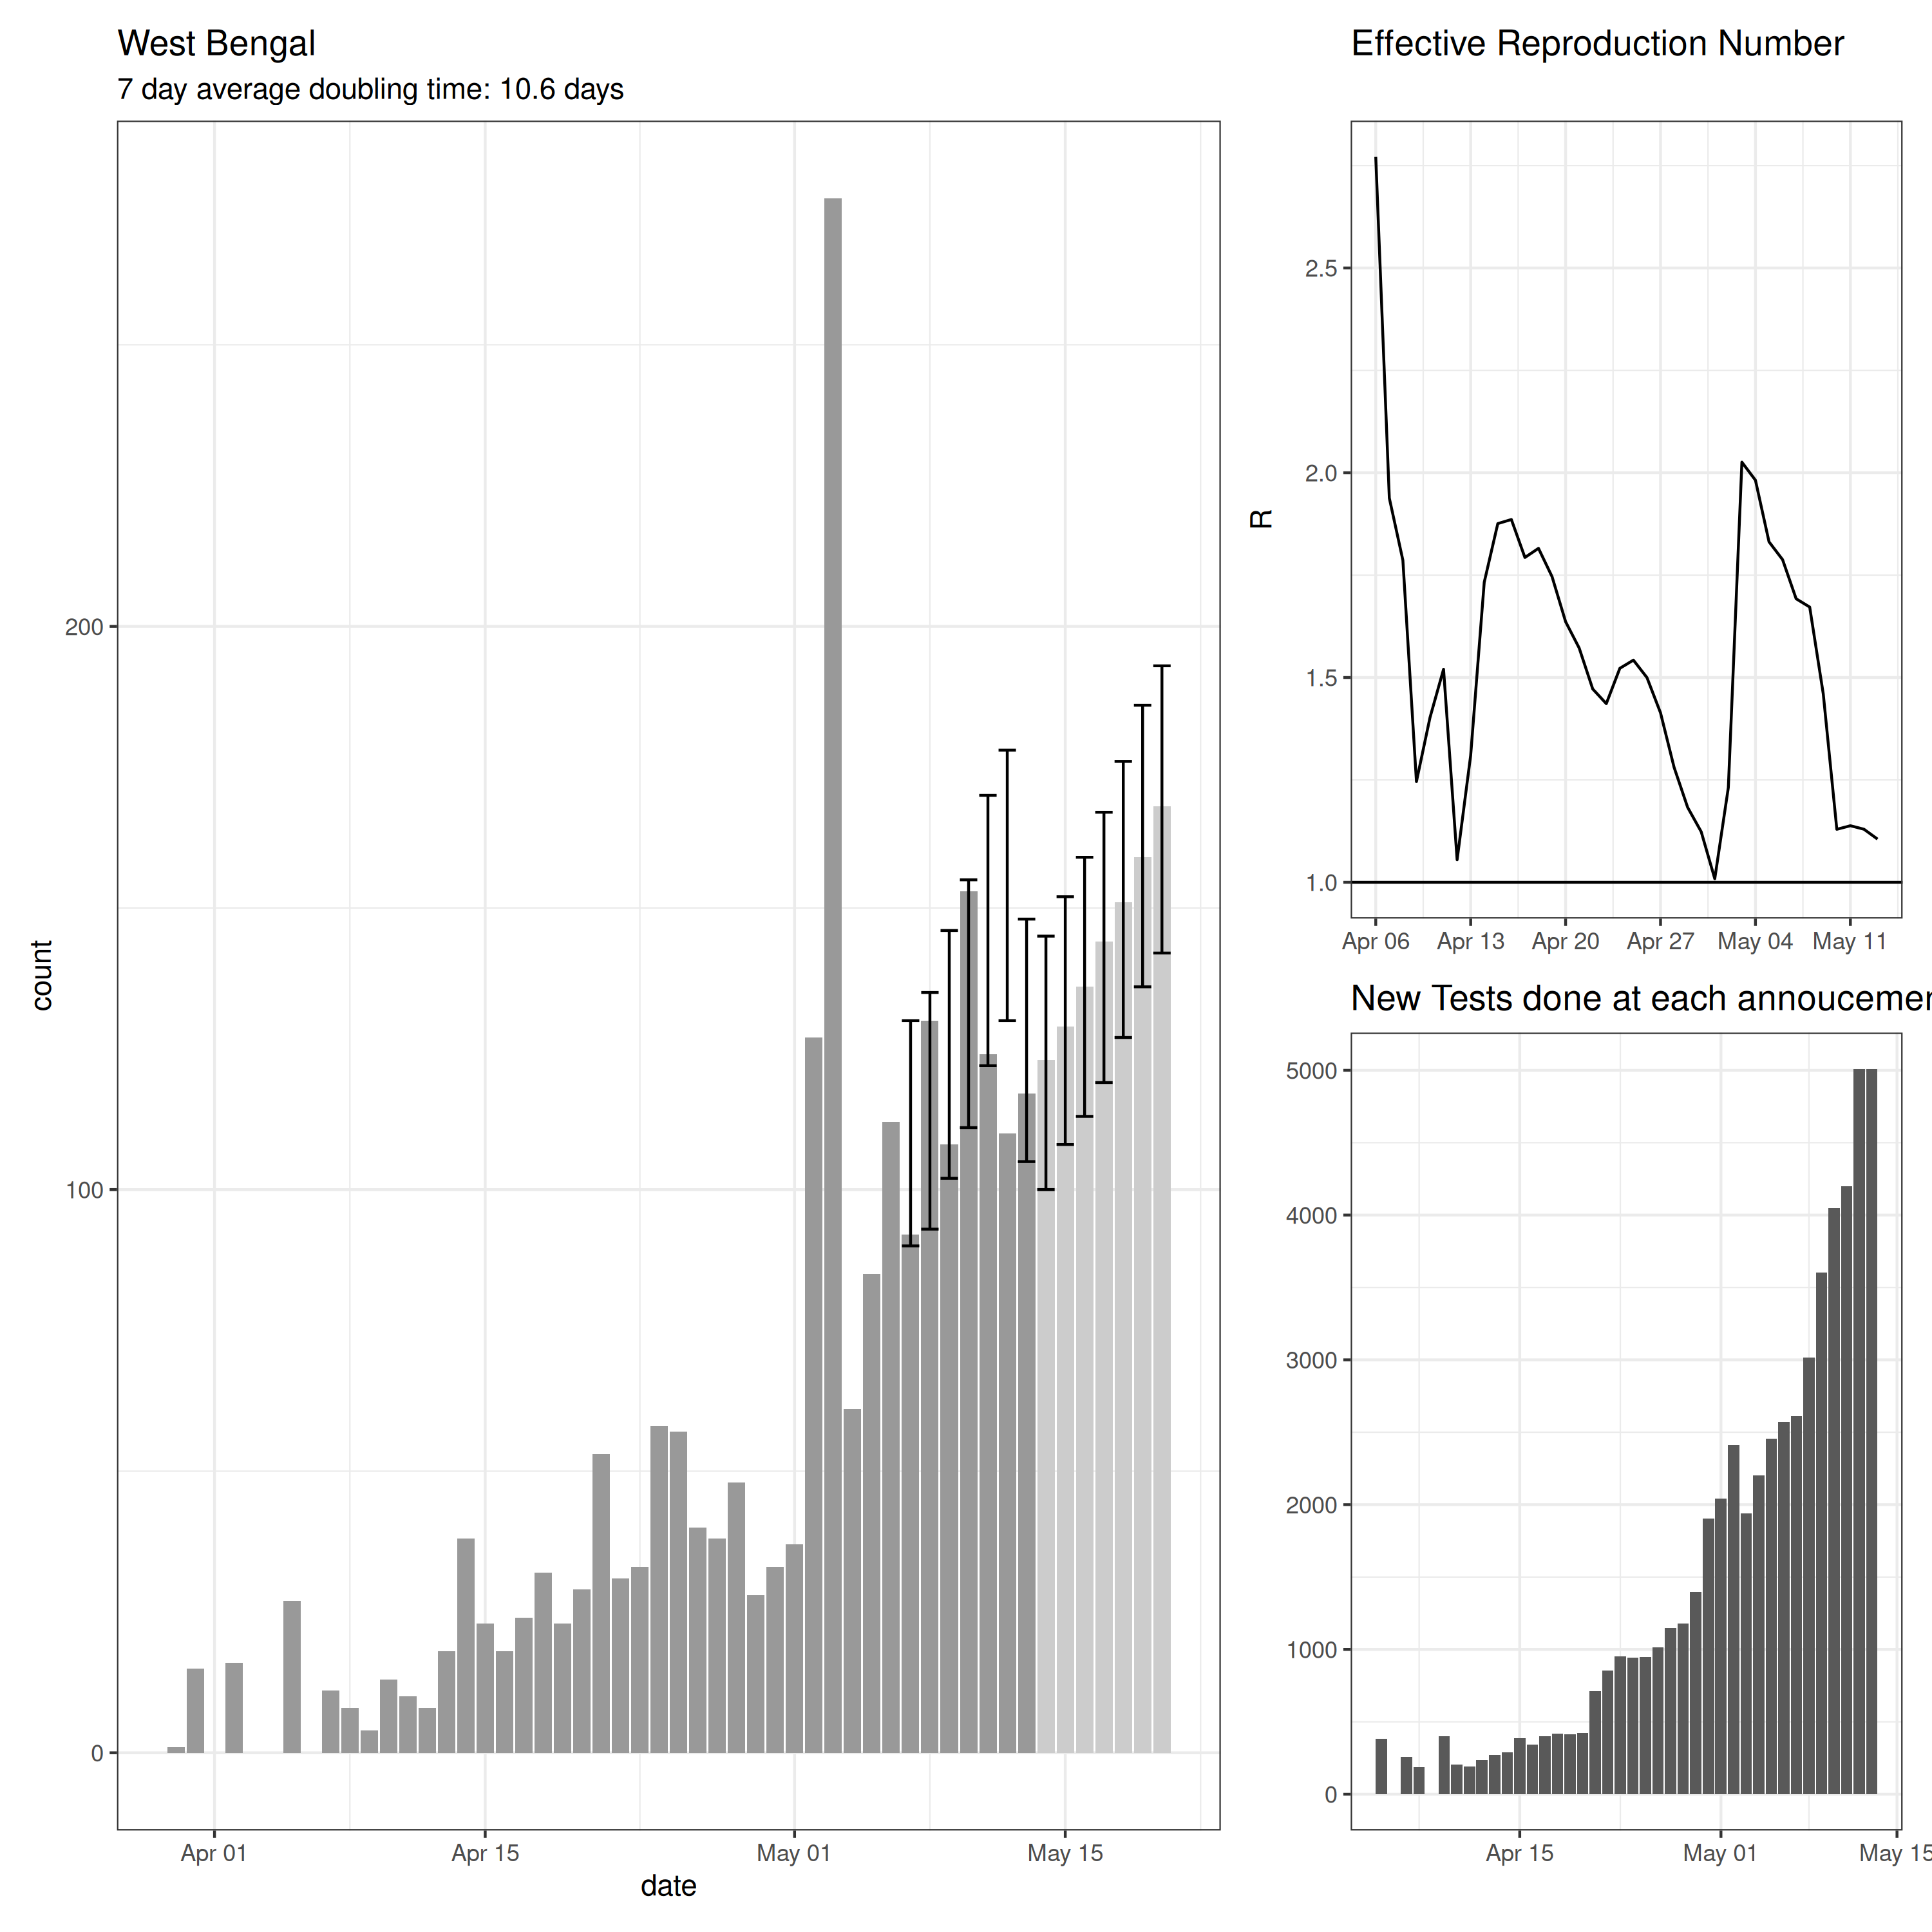 West Bengal
7 day average doubling time: 10.6 days
count
200
100
0
Apr 01 Apr 15 May 01 May 15
date
Effective Reproduction Number
R
2.5
2.0
1.5
1.0
Apr 06 Apr 13 Apr 20 Apr 27 May 04 May 11
New Tests done at each annoucemen
5000
4000
3000
2000
1000
0
Apr 15 May 01 May 15